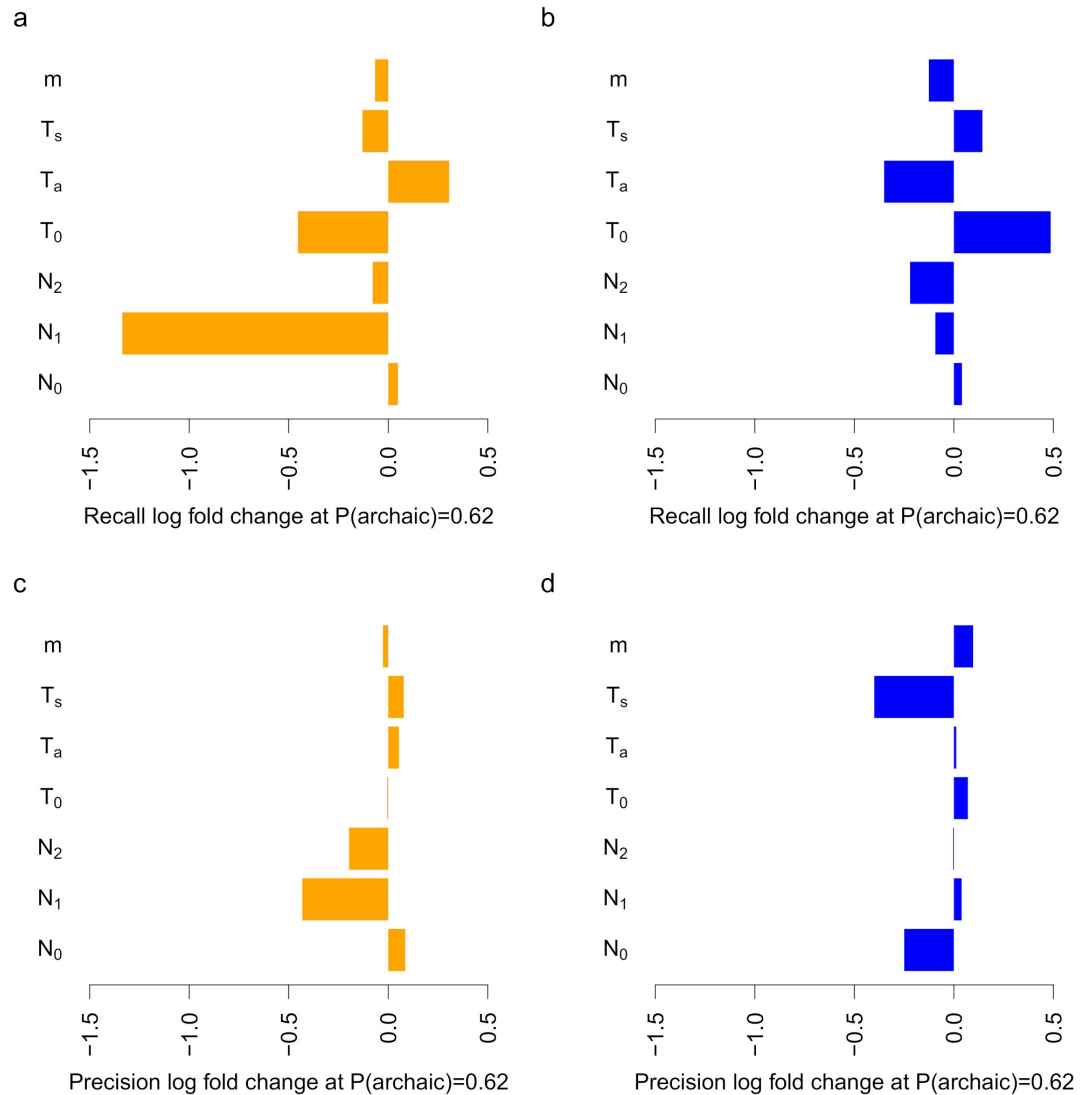 a
m
Tₛ
Tₐ
T₀
N₂
N₁
N₀
−1.5 −1.0 −0.5 0.0 0.5
Recall log fold change at P(archaic)=0.62
b
m
Tₛ
Tₐ
T₀
N₂
N₁
N₀
−1.5 −1.0 −0.5 0.0 0.5
Recall log fold change at P(archaic)=0.62
c
m
Tₛ
Tₐ
T₀
N₂
N₁
N₀
−1.5 −1.0 −0.5 0.0 0.5
Precision log fold change at P(archaic)=0.62
d
m
Tₛ
Tₐ
T₀
N₂
N₁
N₀
−1.5 −1.0 −0.5 0.0 0.5
Precision log fold change at P(archaic)=0.62